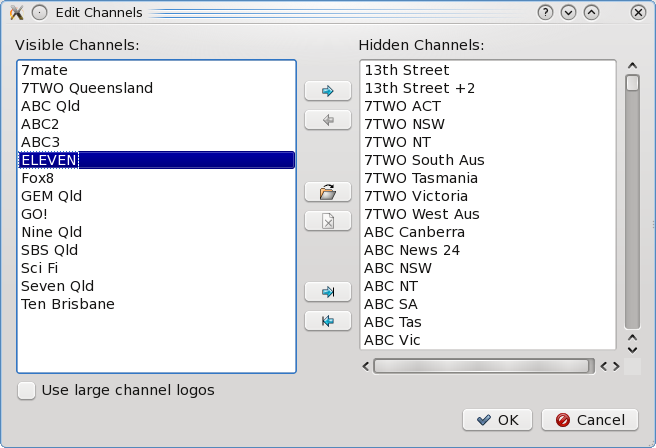 Edit Channels
Visible Channels:
7mate
7TWO Queensland
ABC Qld
ABC2
ABC3
ELEVEN
Fox8
GEM Qld
GO!
Nine Qld
SBS Qld
Sci Fi
Seven Qld
Ten Brisbane
Hidden Channels:
13th Street
13th Street +2
7TWO ACT
7TWO NSW
7TWO NT
7TWO South Aus
7TWO Tasmania
7TWO Victoria
7TWO West Aus
ABC Canberra
ABC News 24
ABC NSW
ABC NT
ABC SA
ABC Tas
ABC Vic
Use large channel logos
OK
Cancel